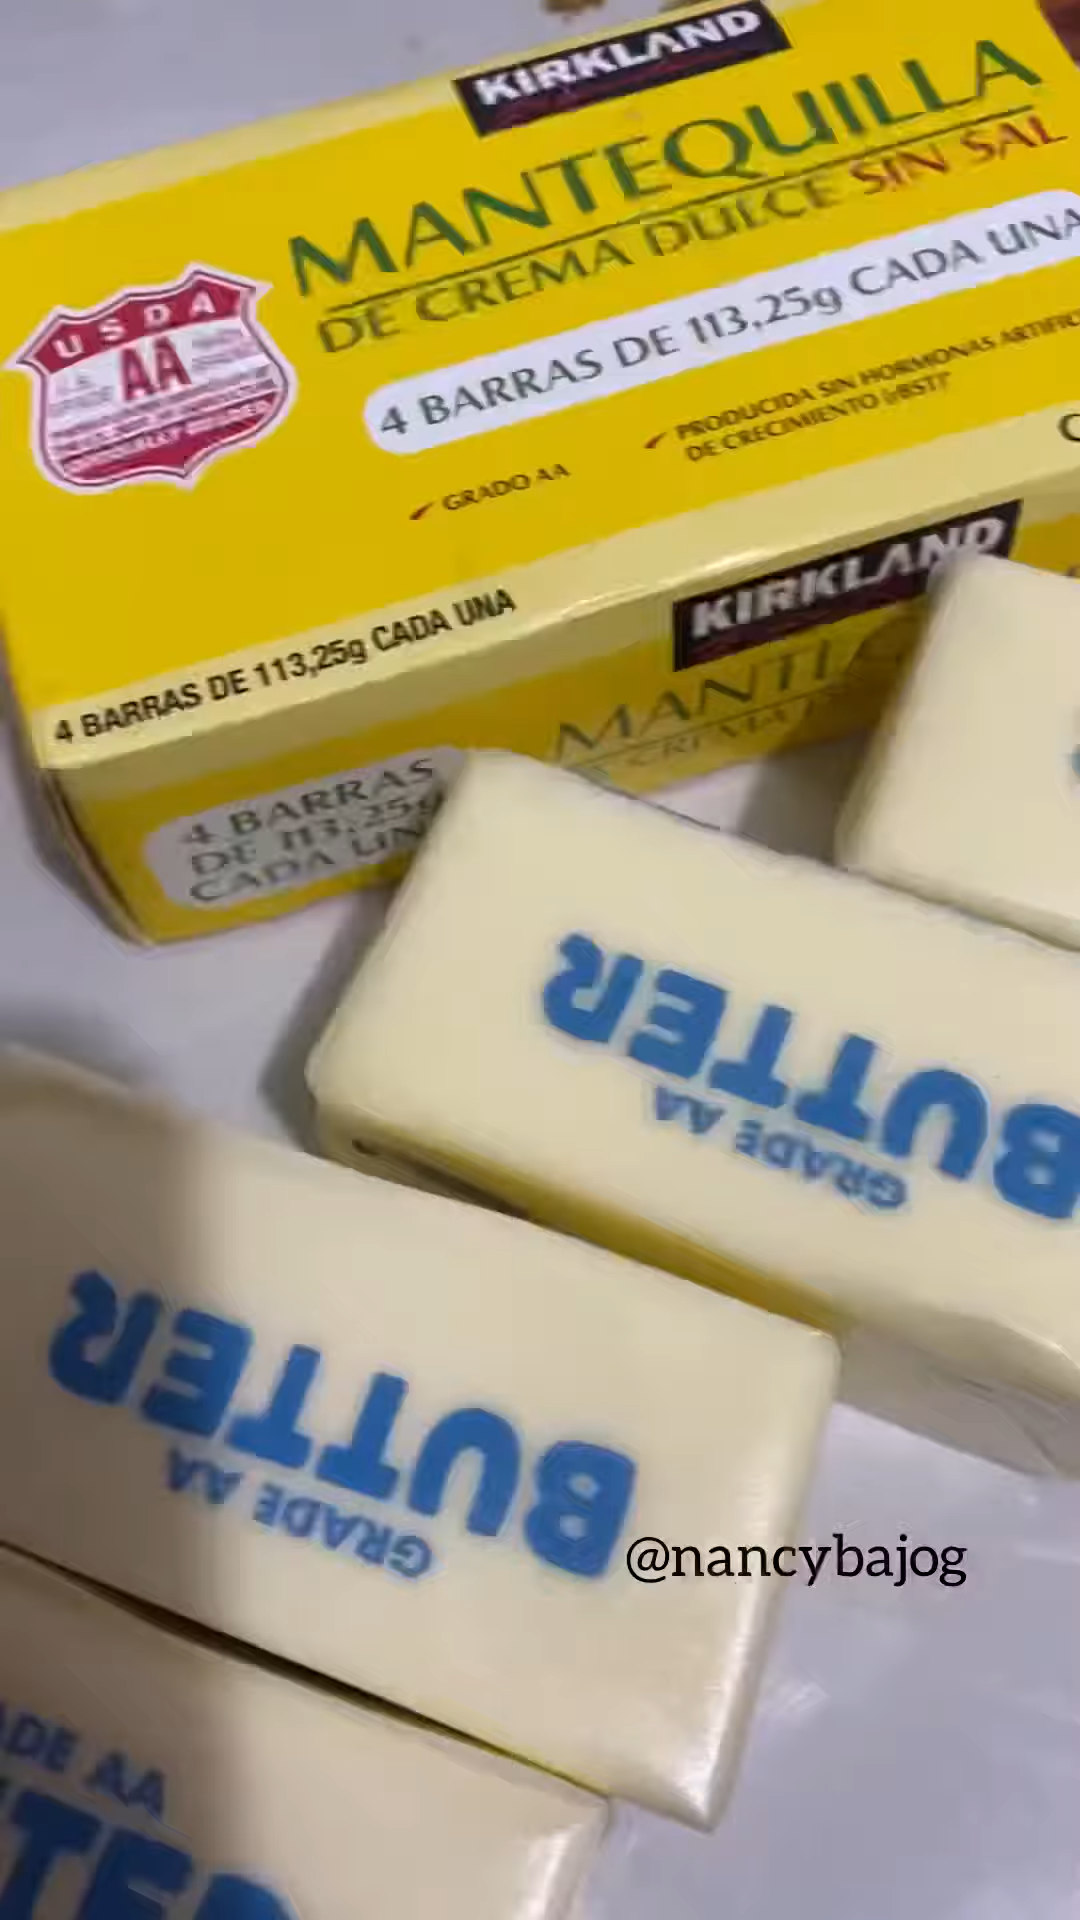 KIRKLAND
MANTEQUILLA
DE CREMA DULCE SIN SAL
4 BARRAS DE 113,25g CADA UNA
USDA
AA
GRADO AA
PRODUCIDA SIN HORMONAS
DE CRECIMIENTO (rBST)
4 BARRAS DE 113,25g CADA UNA
KIRKLAND
4 BARRAS
DE 113,25g
CADA
BUTTER
GRADE AA
BUTTER
GRADE AA
@nancybajog
AA